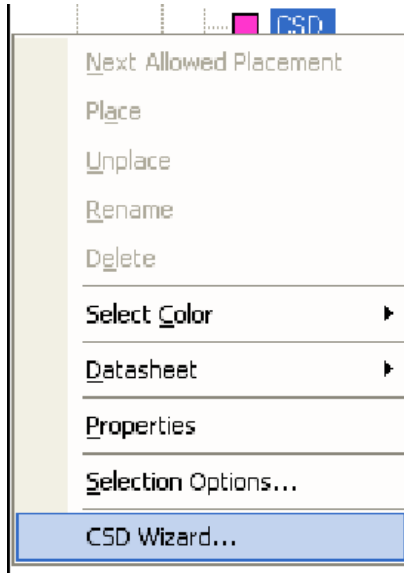 CSD
Next Allowed Placement
Place
Unplace
Rename
Delete
Select Color
Datasheet
Properties
Selection Options...
CSD Wizard...